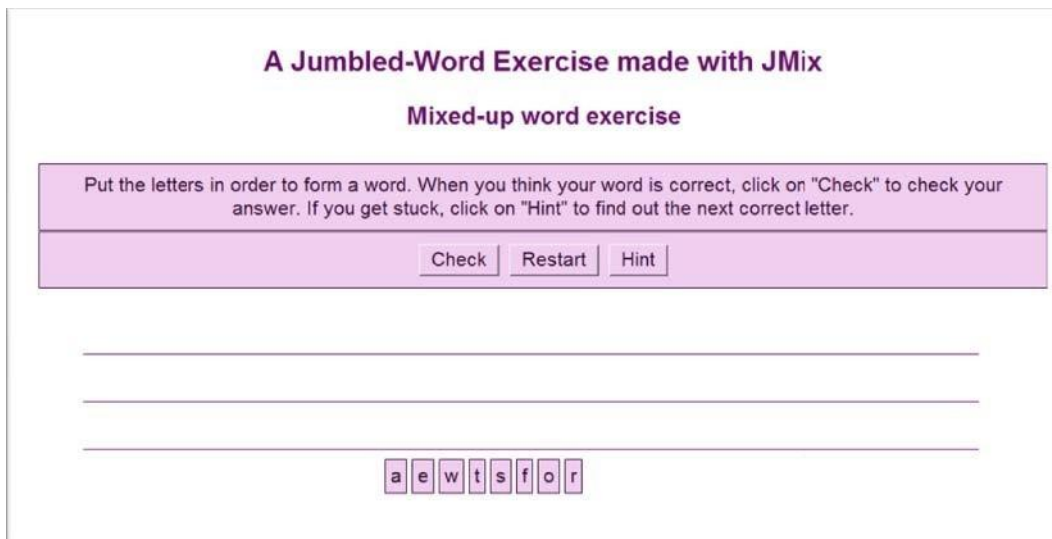 A Jumbled-Word Exercise made with JMix
Mixed-up word exercise
Put the letters in order to form a word. When you think your word is correct, click on "Check" to check your
answer. If you get stuck, click on "Hint" to find out the next correct letter.
Check Restart Hint
a e w t s f o r